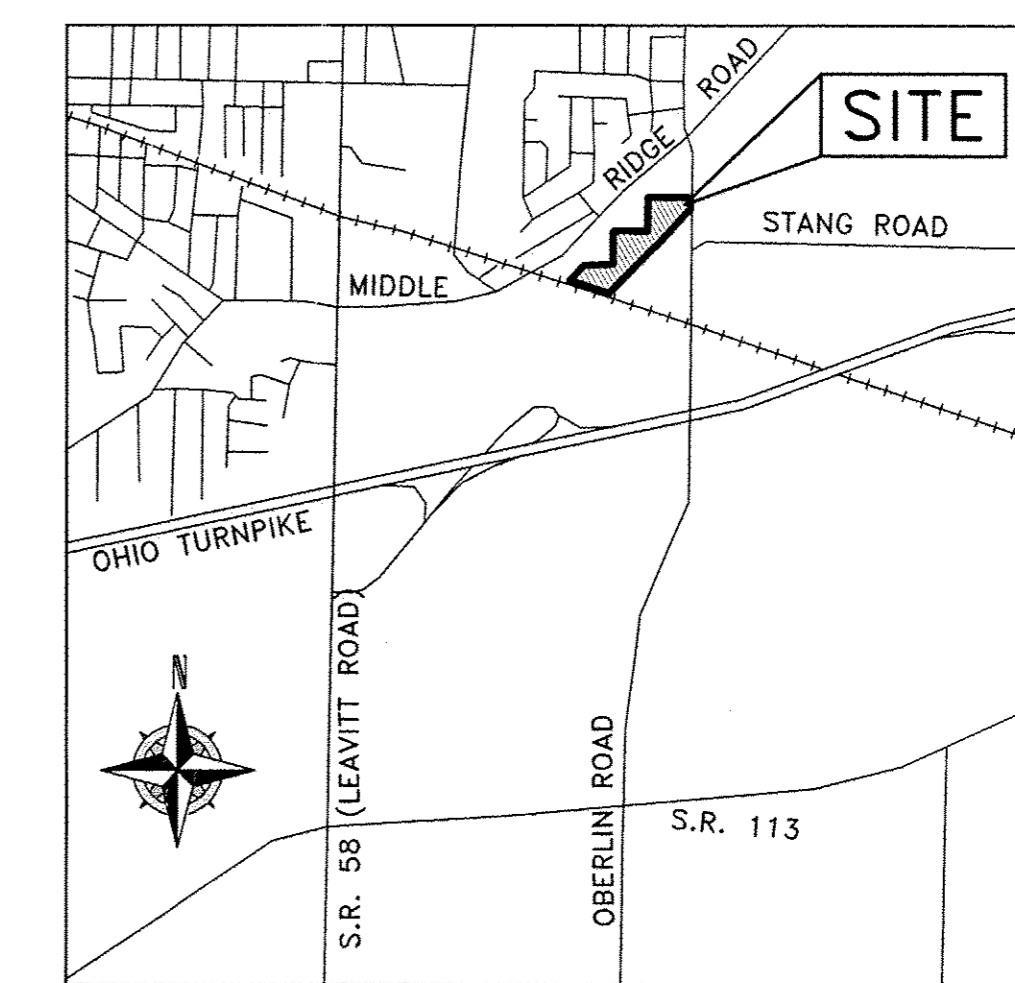 SITE
RIDGE ROAD
STANG ROAD
MIDDLE
OHIO TURNPIKE
N
S.R. 58 (LEAVITT ROAD)
OBERLIN ROAD
S.R. 113